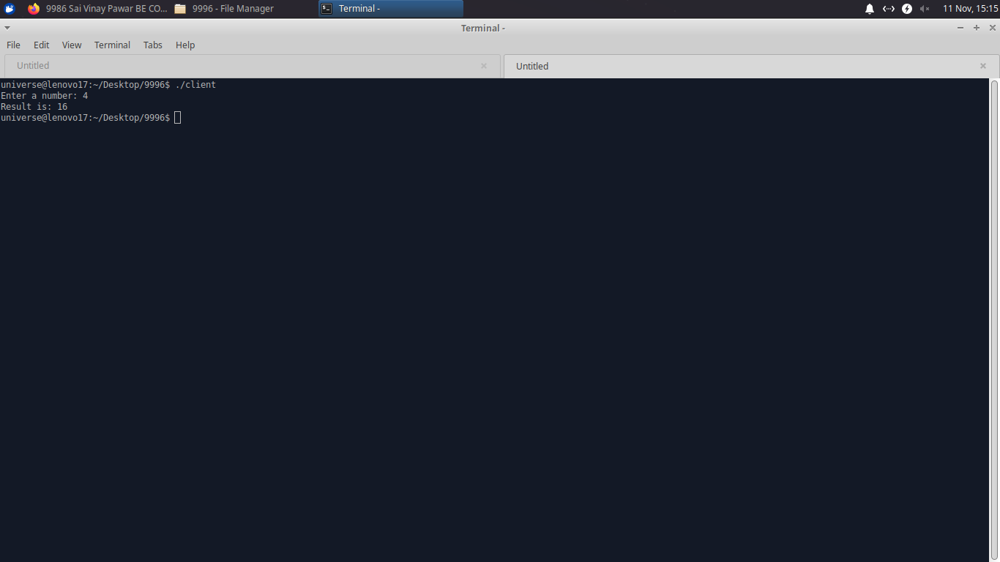 9986 Sai Vinay Pawar BE CO... 9996 - File Manager Terminal - 11 Nov, 15:15
Terminal -
File Edit View Terminal Tabs Help
Untitled Untitled
universe@lenovo17:~/Desktop/9996$ ./client
Enter a number: 4
Result is: 16
universe@lenovo17:~/Desktop/9996$